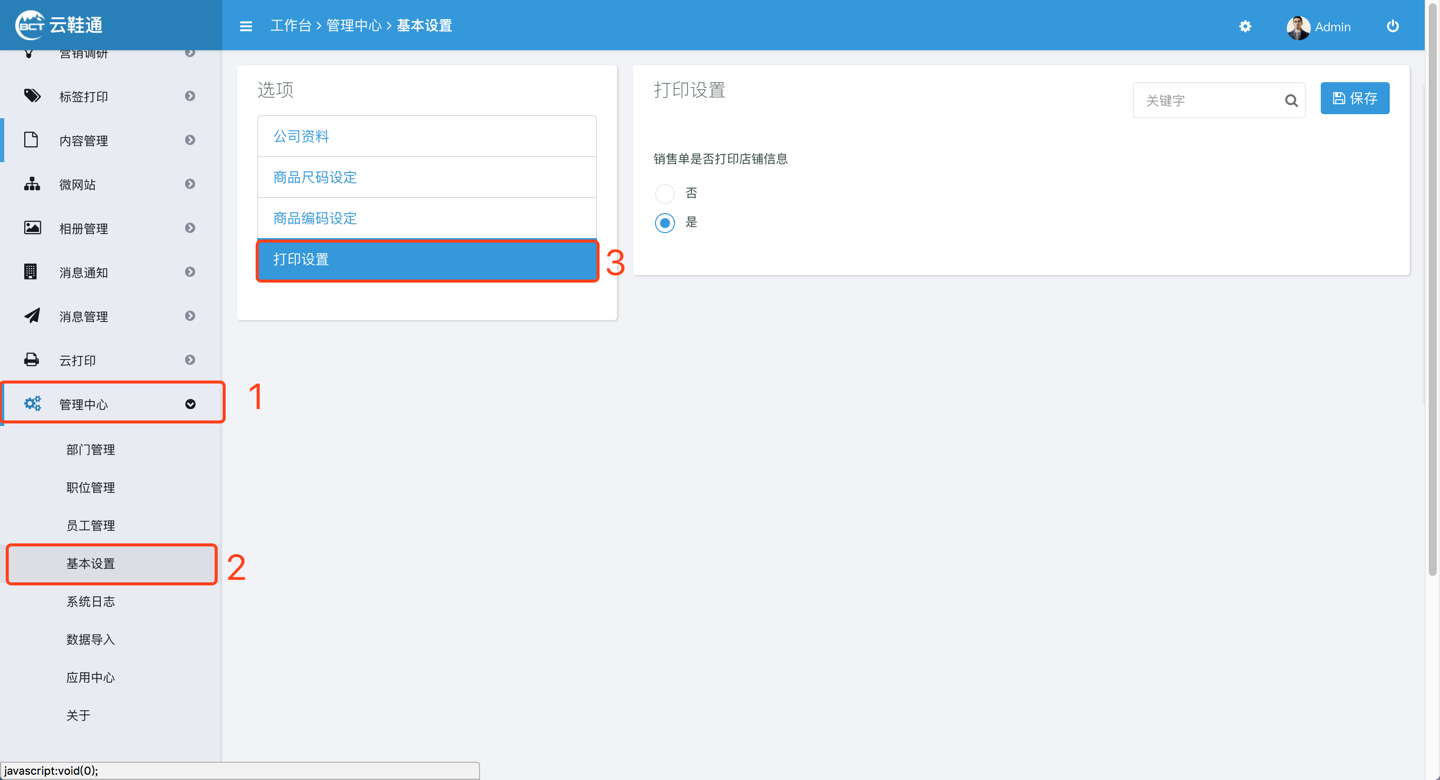 BCT 云鞋通
工作台 > 管理中心 > 基本设置
Admin
营销调研
标签打印
内容管理
微网站
相册管理
消息通知
消息管理
云打印
管理中心
1
部门管理
职位管理
员工管理
基本设置
2
系统日志
数据导入
应用中心
关于
选项
公司资料
商品尺码设定
商品编码设定
打印设置
3
打印设置
关键字
保存
销售单是否打印店铺信息
否
是
javascript:void(0);